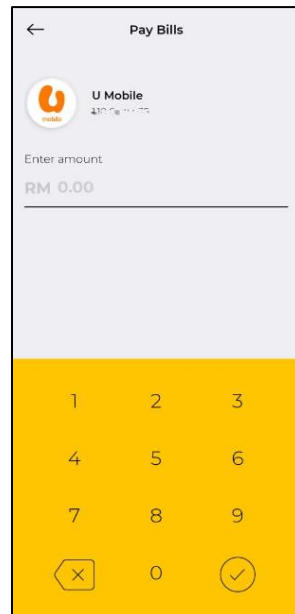 Pay Bills
U Mobile
mobile
Enter amount
RM 0.00
1 2 3
4 5 6
7 8 9
0